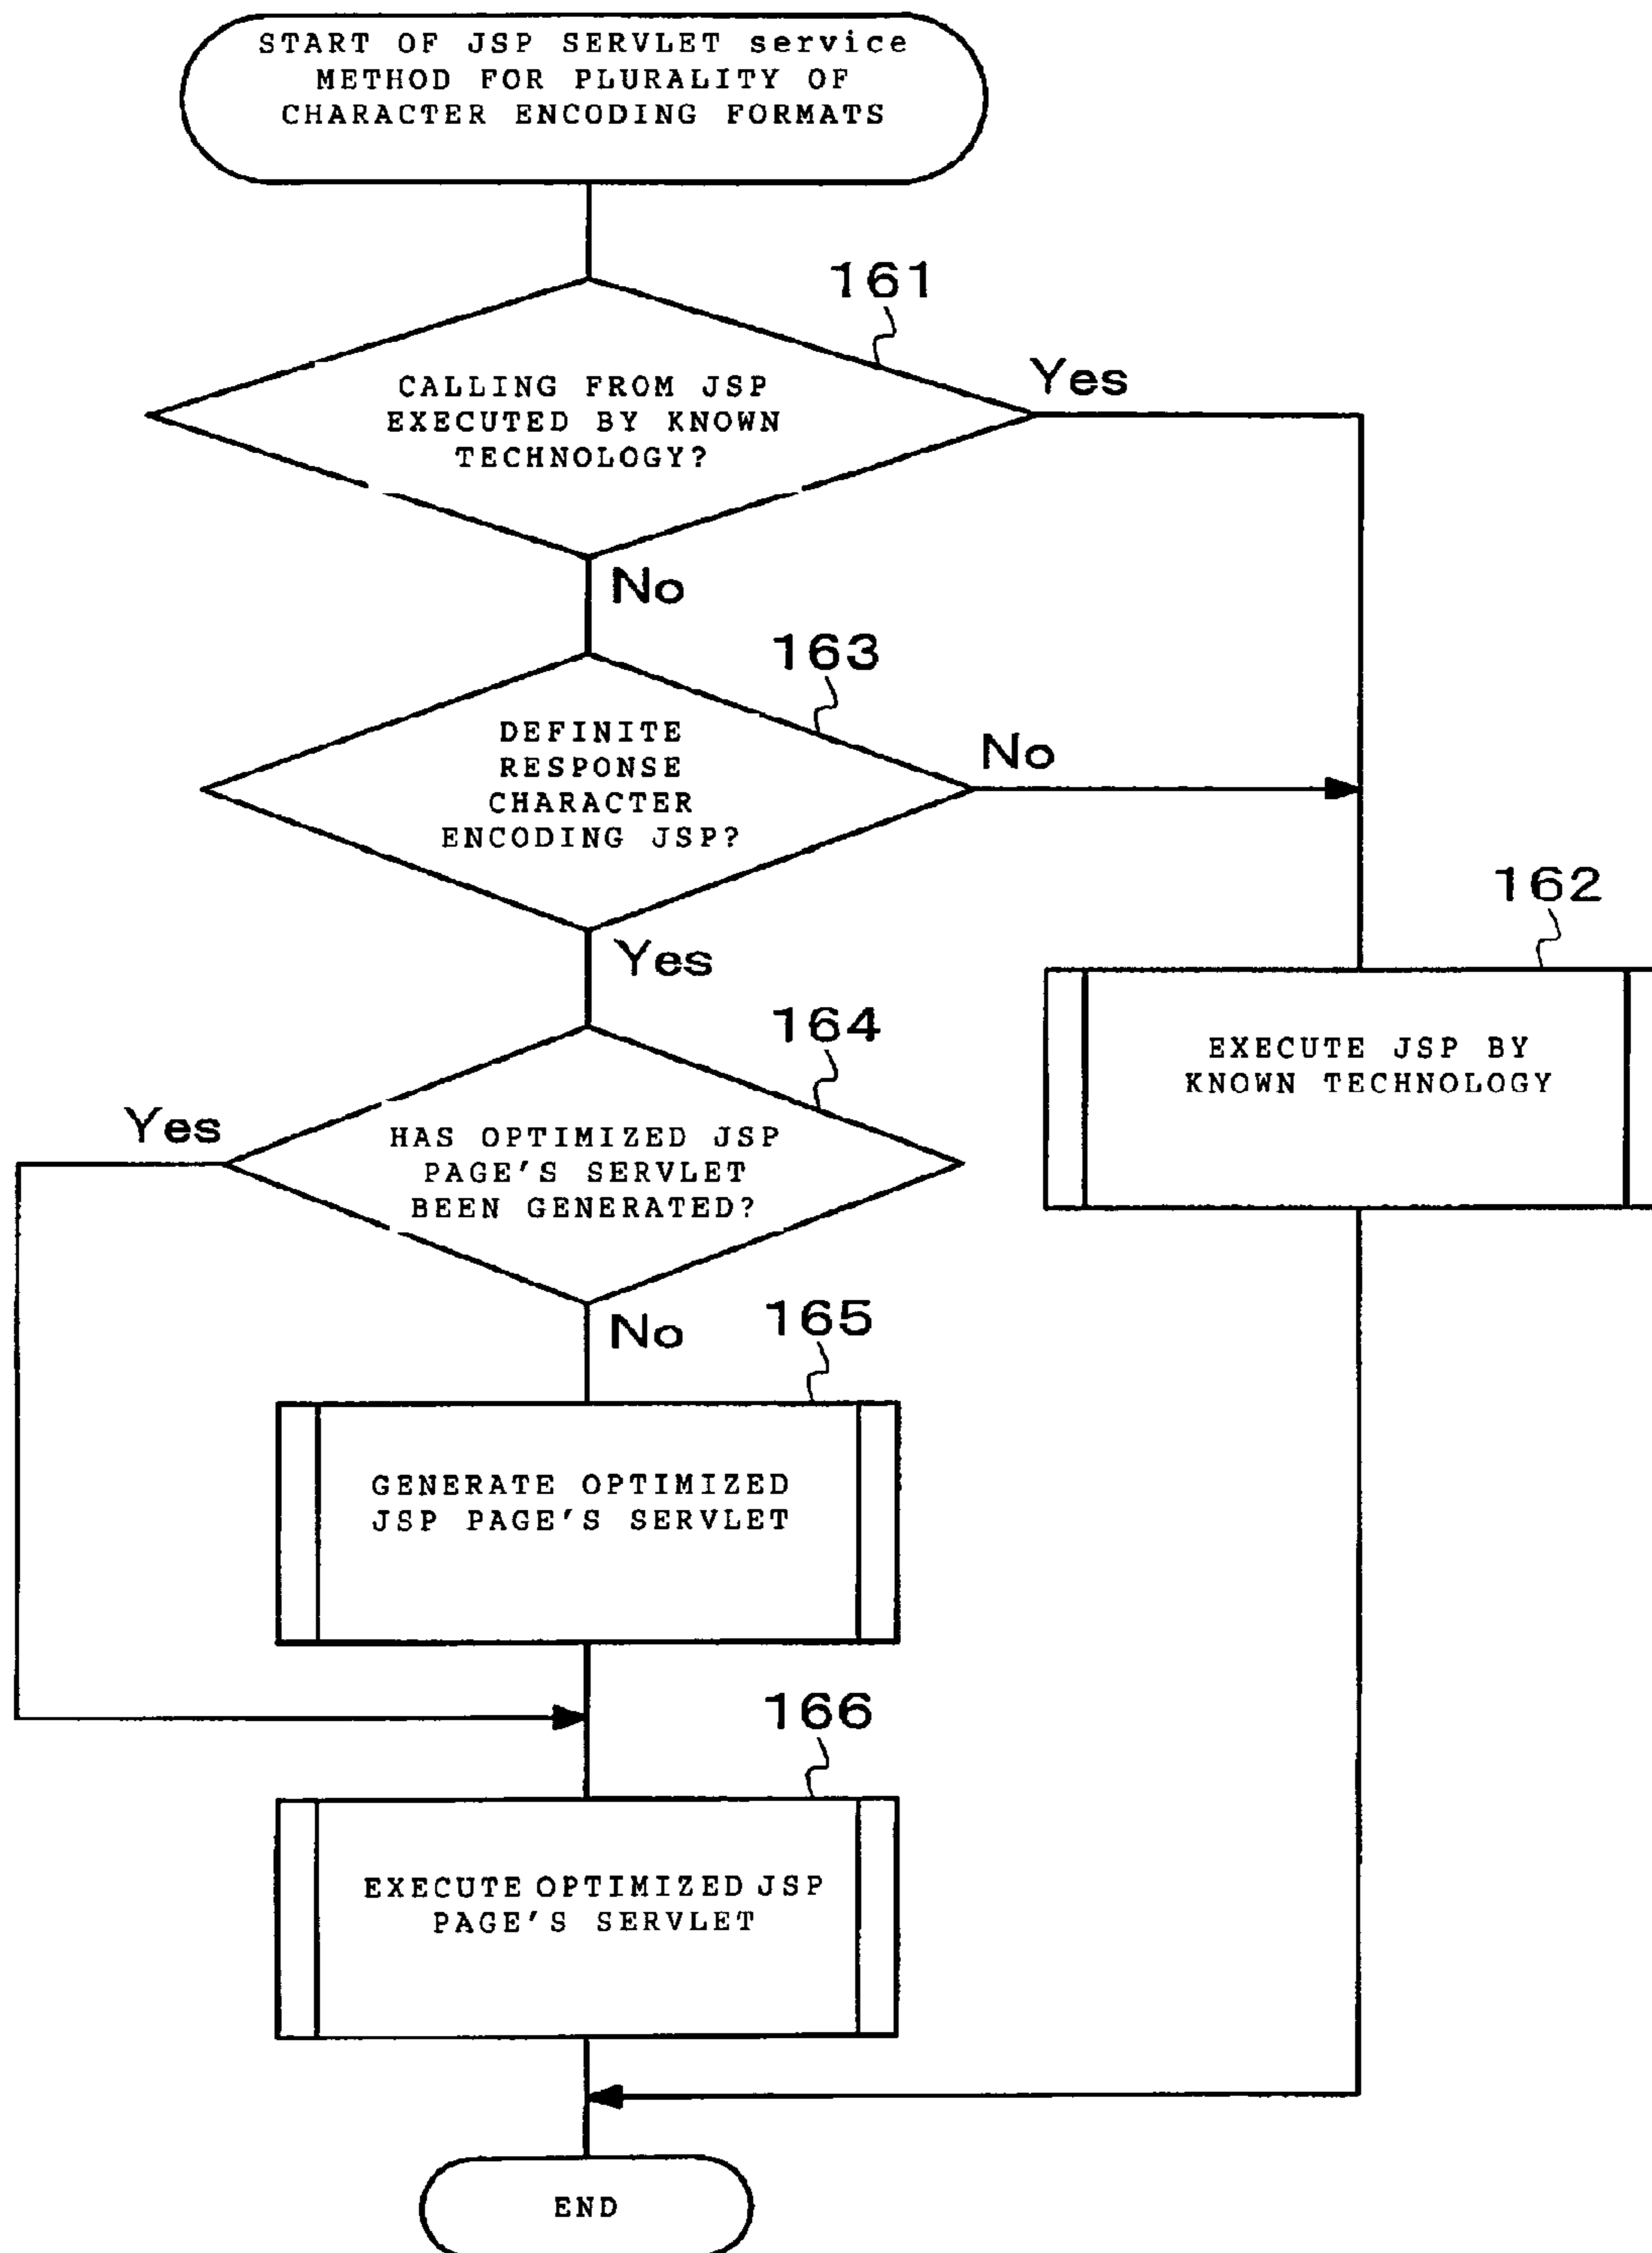 START OF JSP SERVLET service
METHOD FOR PLURALITY OF
CHARACTER ENCODING FORMATS
161
CALLING FROM JSP
EXECUTED BY KNOWN
TECHNOLOGY?
Yes
No
163
DEFINITE
RESPONSE
CHARACTER
ENCODING JSP?
No
Yes
162
EXECUTE JSP BY
KNOWN TECHNOLOGY
164
Yes
HAS OPTIMIZED JSP
PAGE'S SERVLET
BEEN GENERATED?
No
165
GENERATE OPTIMIZED
JSP PAGE'S SERVLET
166
EXECUTE OPTIMIZED JSP
PAGE'S SERVLET
END